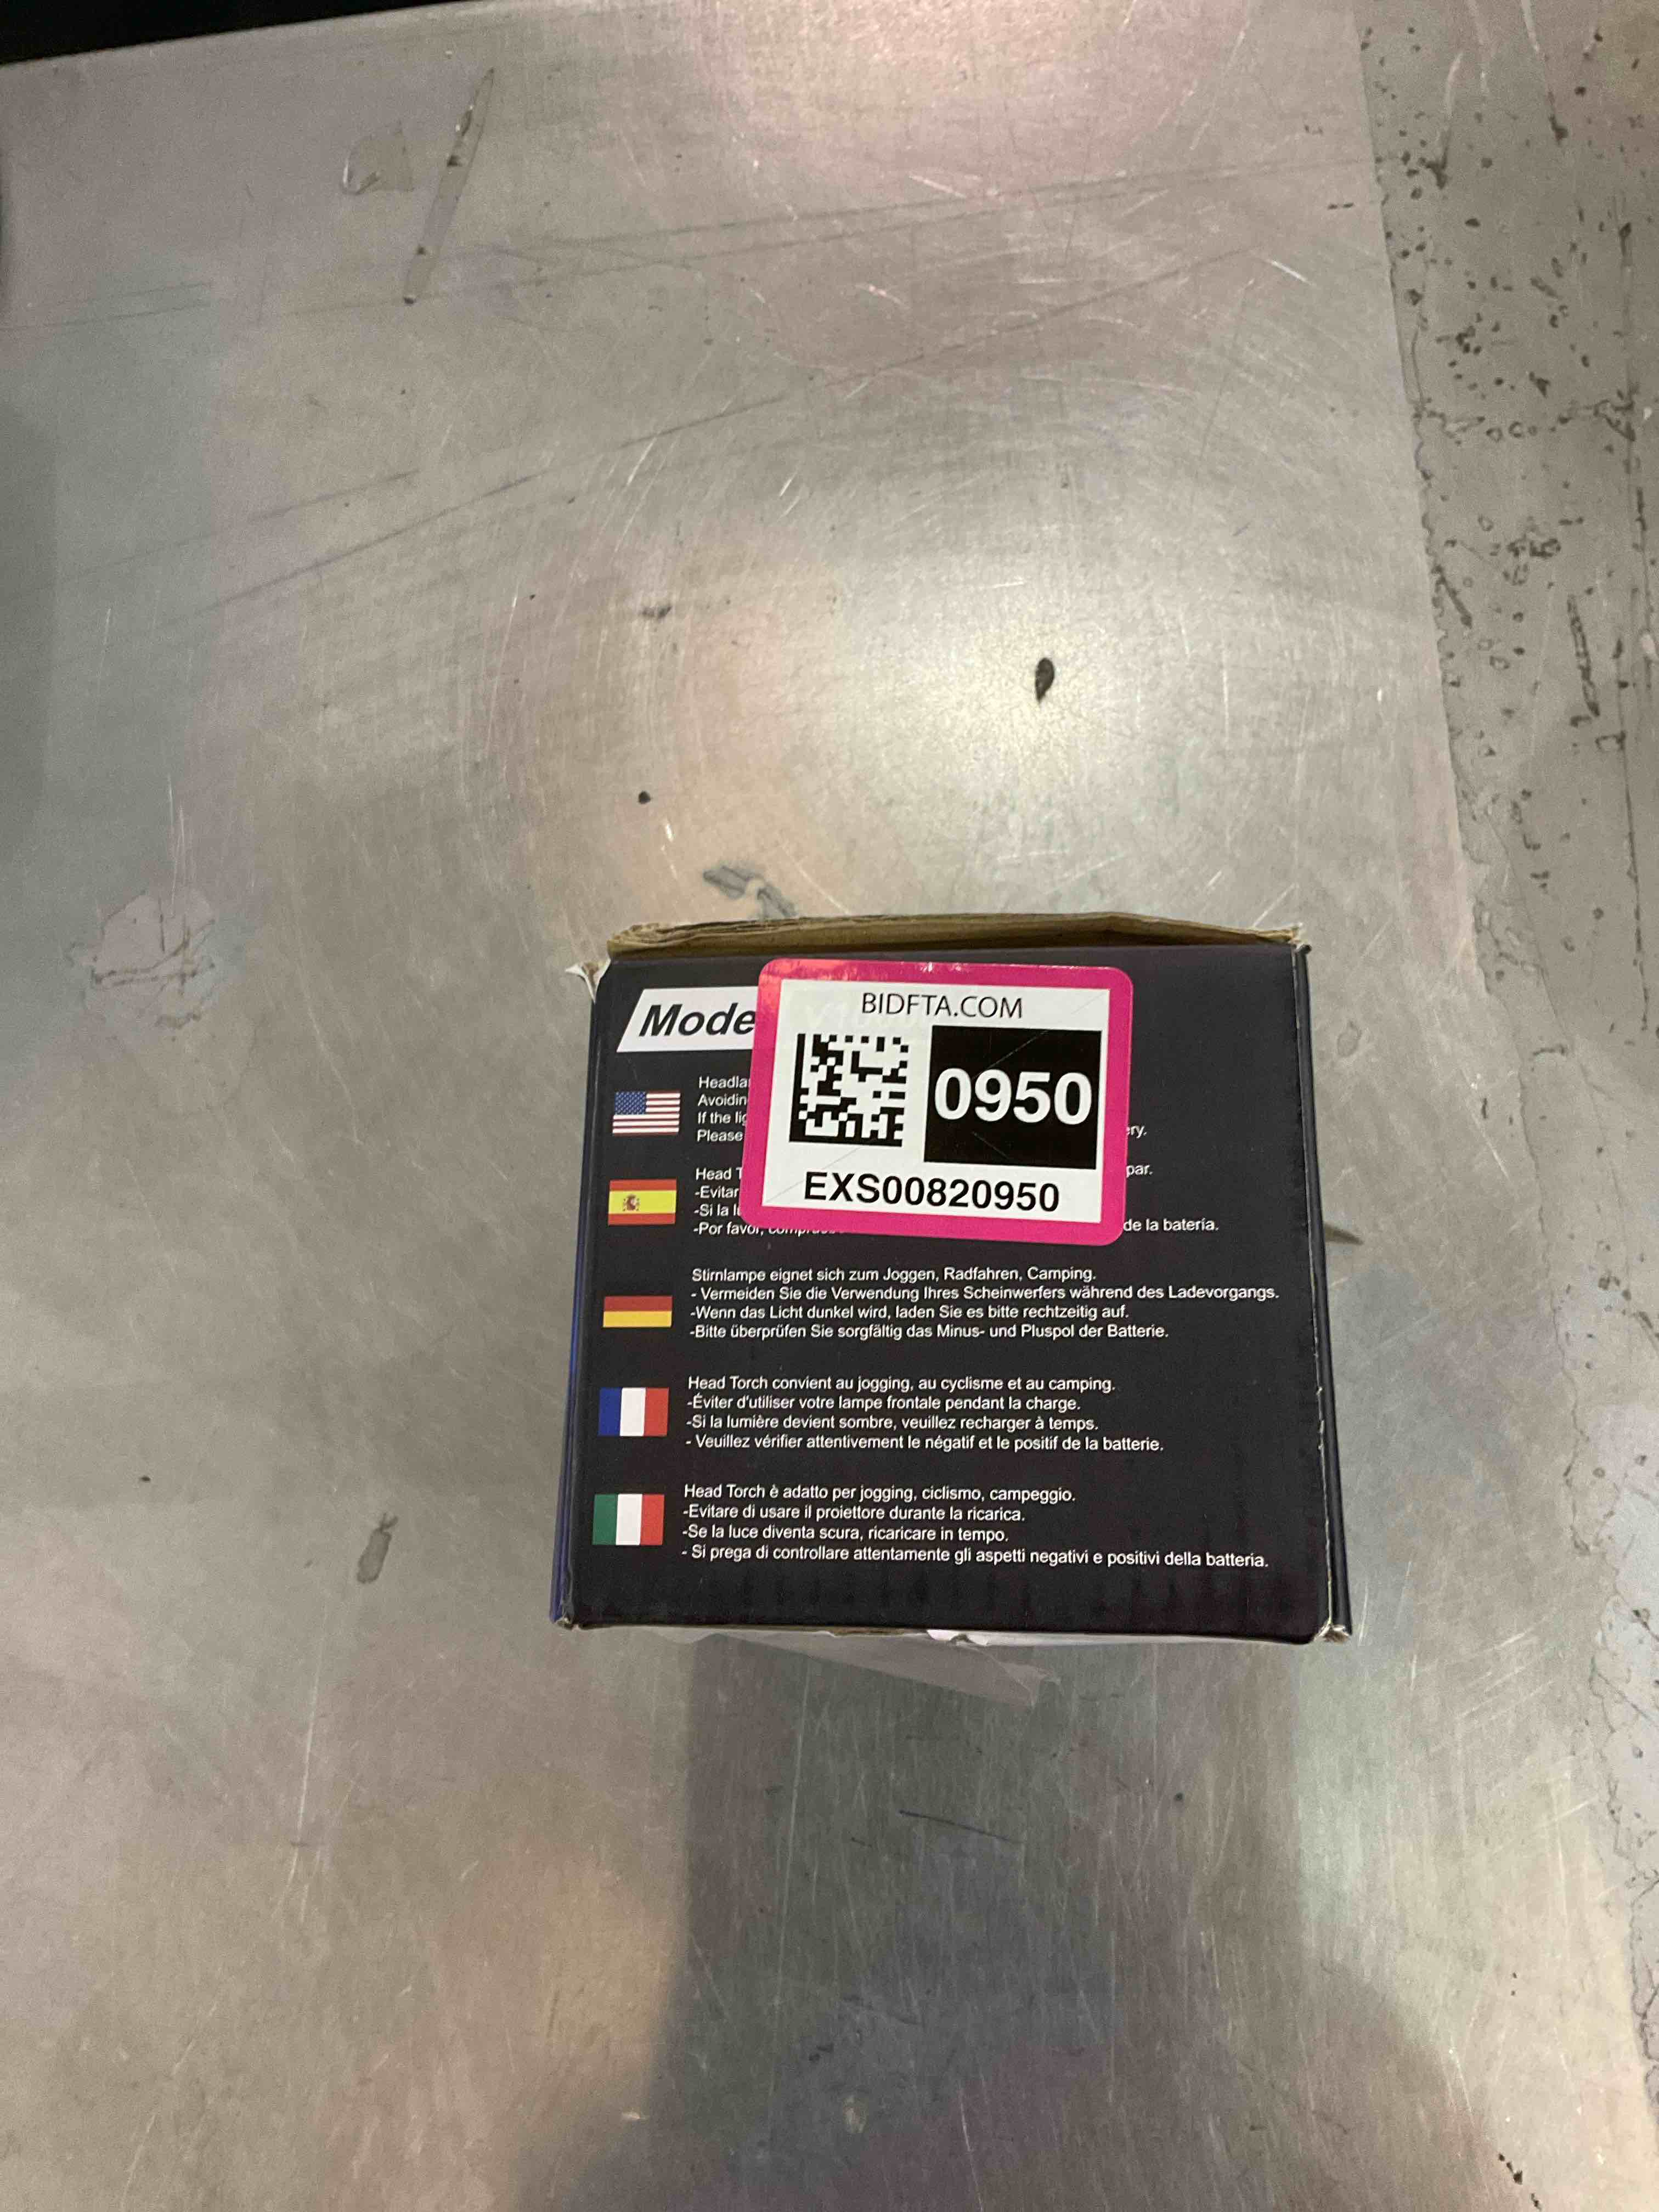 BIDFTA.COM
0950
EXS00820950
Mode
Headla
Avoidin
If the lig
Please ery.
Head T par.
-Evitar
-Si la lu
-Por favor, de la batería.
Stirnlampe eignet sich zum Joggen, Radfahren, Camping.
- Vermeiden Sie die Verwendung Ihres Scheinwerfers während des Ladevorgangs.
-Wenn das Licht dunkel wird, laden Sie es bitte rechtzeitig auf.
-Bitte überprüfen Sie sorgfältig das Minus- und Pluspol der Batterie.
Head Torch convient au jogging, au cyclisme et au camping.
-Éviter d'utiliser votre lampe frontale pendant la charge.
-Si la lumière devient sombre, veuillez recharger à temps.
- Veuillez vérifier attentivement le négatif et le positif de la batterie.
Head Torch è adatto per jogging, ciclismo, campeggio.
-Evitare di usare il proiettore durante la ricarica.
-Se la luce diventa scura, ricaricare in tempo.
- Si prega di controllare attentamente gli aspetti negativi e positivi della batteria.